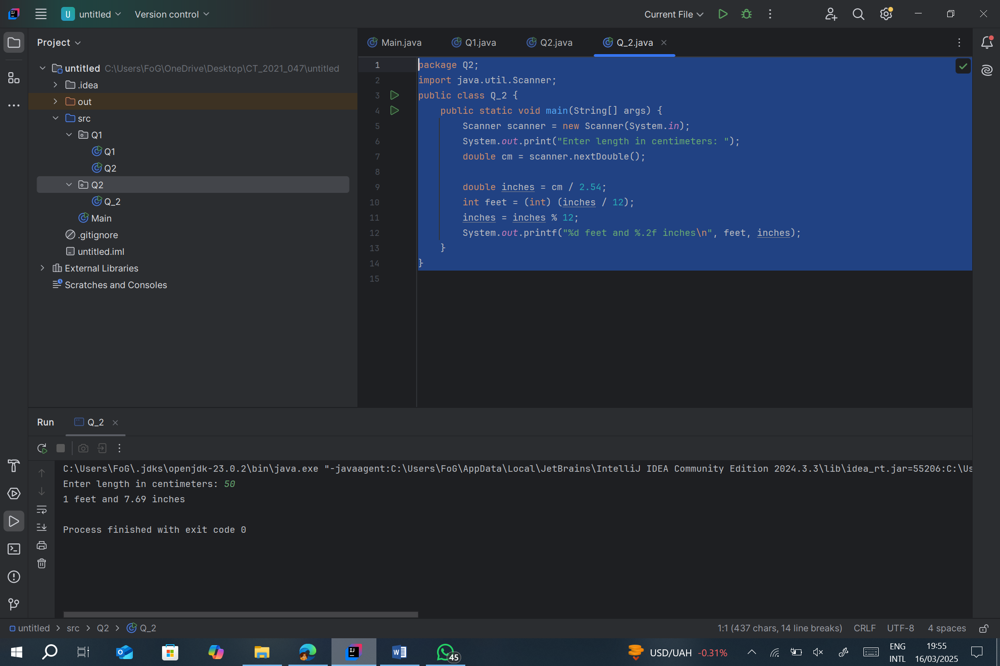 U untitled Version control Current File
Project Main.java Q1.java Q2.java Q_2.java
untitled C:\Users\FoG\OneDrive\Desktop\CT_2021_047\untitled
.idea
out
src
Q1
Q1
Q2
Q2
Q_2
Main
.gitignore
untitled.iml
External Libraries
Scratches and Consoles
1 package Q2;
2 import java.util.Scanner;
3 public class Q_2 {
4 public static void main(String[] args) {
5 Scanner scanner = new Scanner(System.in);
6 System.out.print("Enter length in centimeters: ");
7 double cm = scanner.nextDouble();
8
9 double inches = cm / 2.54;
10 int feet = (int) (inches / 12);
11 inches = inches % 12;
12 System.out.printf("%d feet and %.2f inches\n", feet, inches);
13 }
14 }
15
Run Q_2
C:\Users\FoG\.jdks\openjdk-23.0.2\bin\java.exe "-javaagent:C:\Users\FoG\AppData\Local\JetBrains\IntelliJ IDEA Community Edition 2024.3.3\lib\idea_rt.jar=55206:C:\Us
Enter length in centimeters: 50
1 feet and 7.69 inches
Process finished with exit code 0
untitled > src > Q2 > Q_2 1:1 (437 chars, 14 line breaks) CRLF UTF-8 4 spaces
45 USD/UAH -0.31% ENG 19:55
INTL 16/03/2025